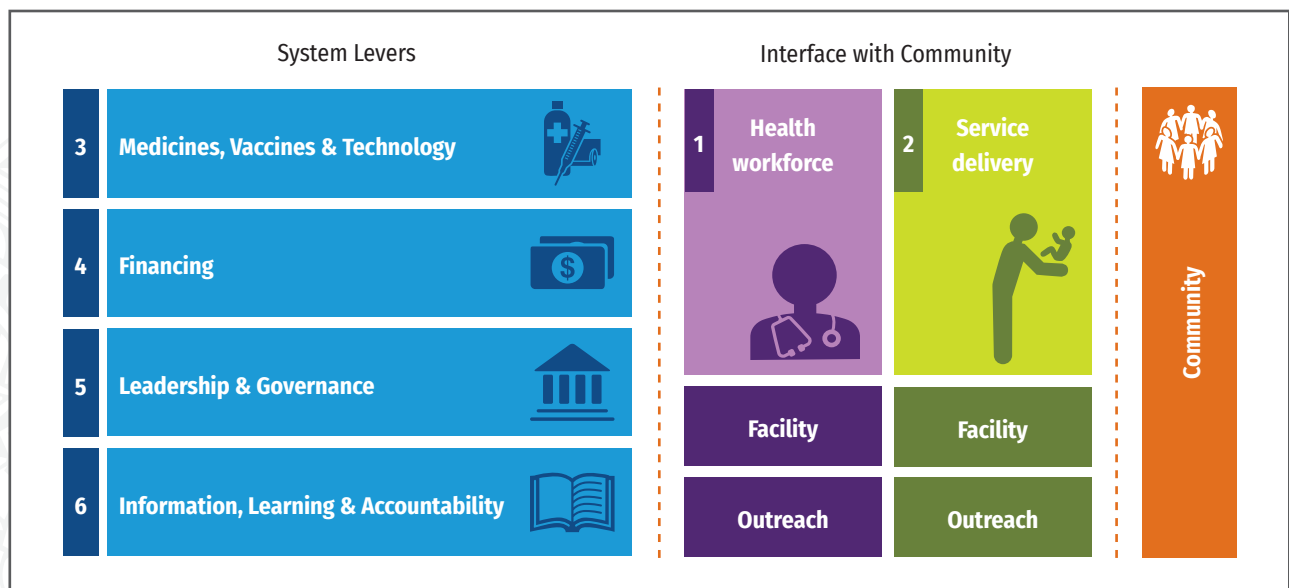 System Levers
3
Medicines, Vaccines & Technology
4
Financing
$
5
Leadership & Governance
6
Information, Learning & Accountability
Interface with Community
1
Health
workforce
Facility
Outreach
2
Service
delivery
Facility
Outreach
Community